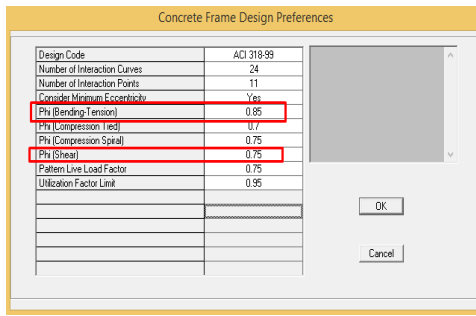 Concrete Frame Design Preferences
Design Code ACI 318-99
Number of Interaction Curves 24
Number of Interaction Points 11
Consider Minimum Eccentricity Yes
Phi (Bending-Tension) 0.85
Phi (Compression Tied) 0.7
Phi (Compression Spiral) 0.75
Phi (Shear) 0.75
Pattern Live Load Factor 0.75
Utilization Factor Limit 0.95
OK
Cancel